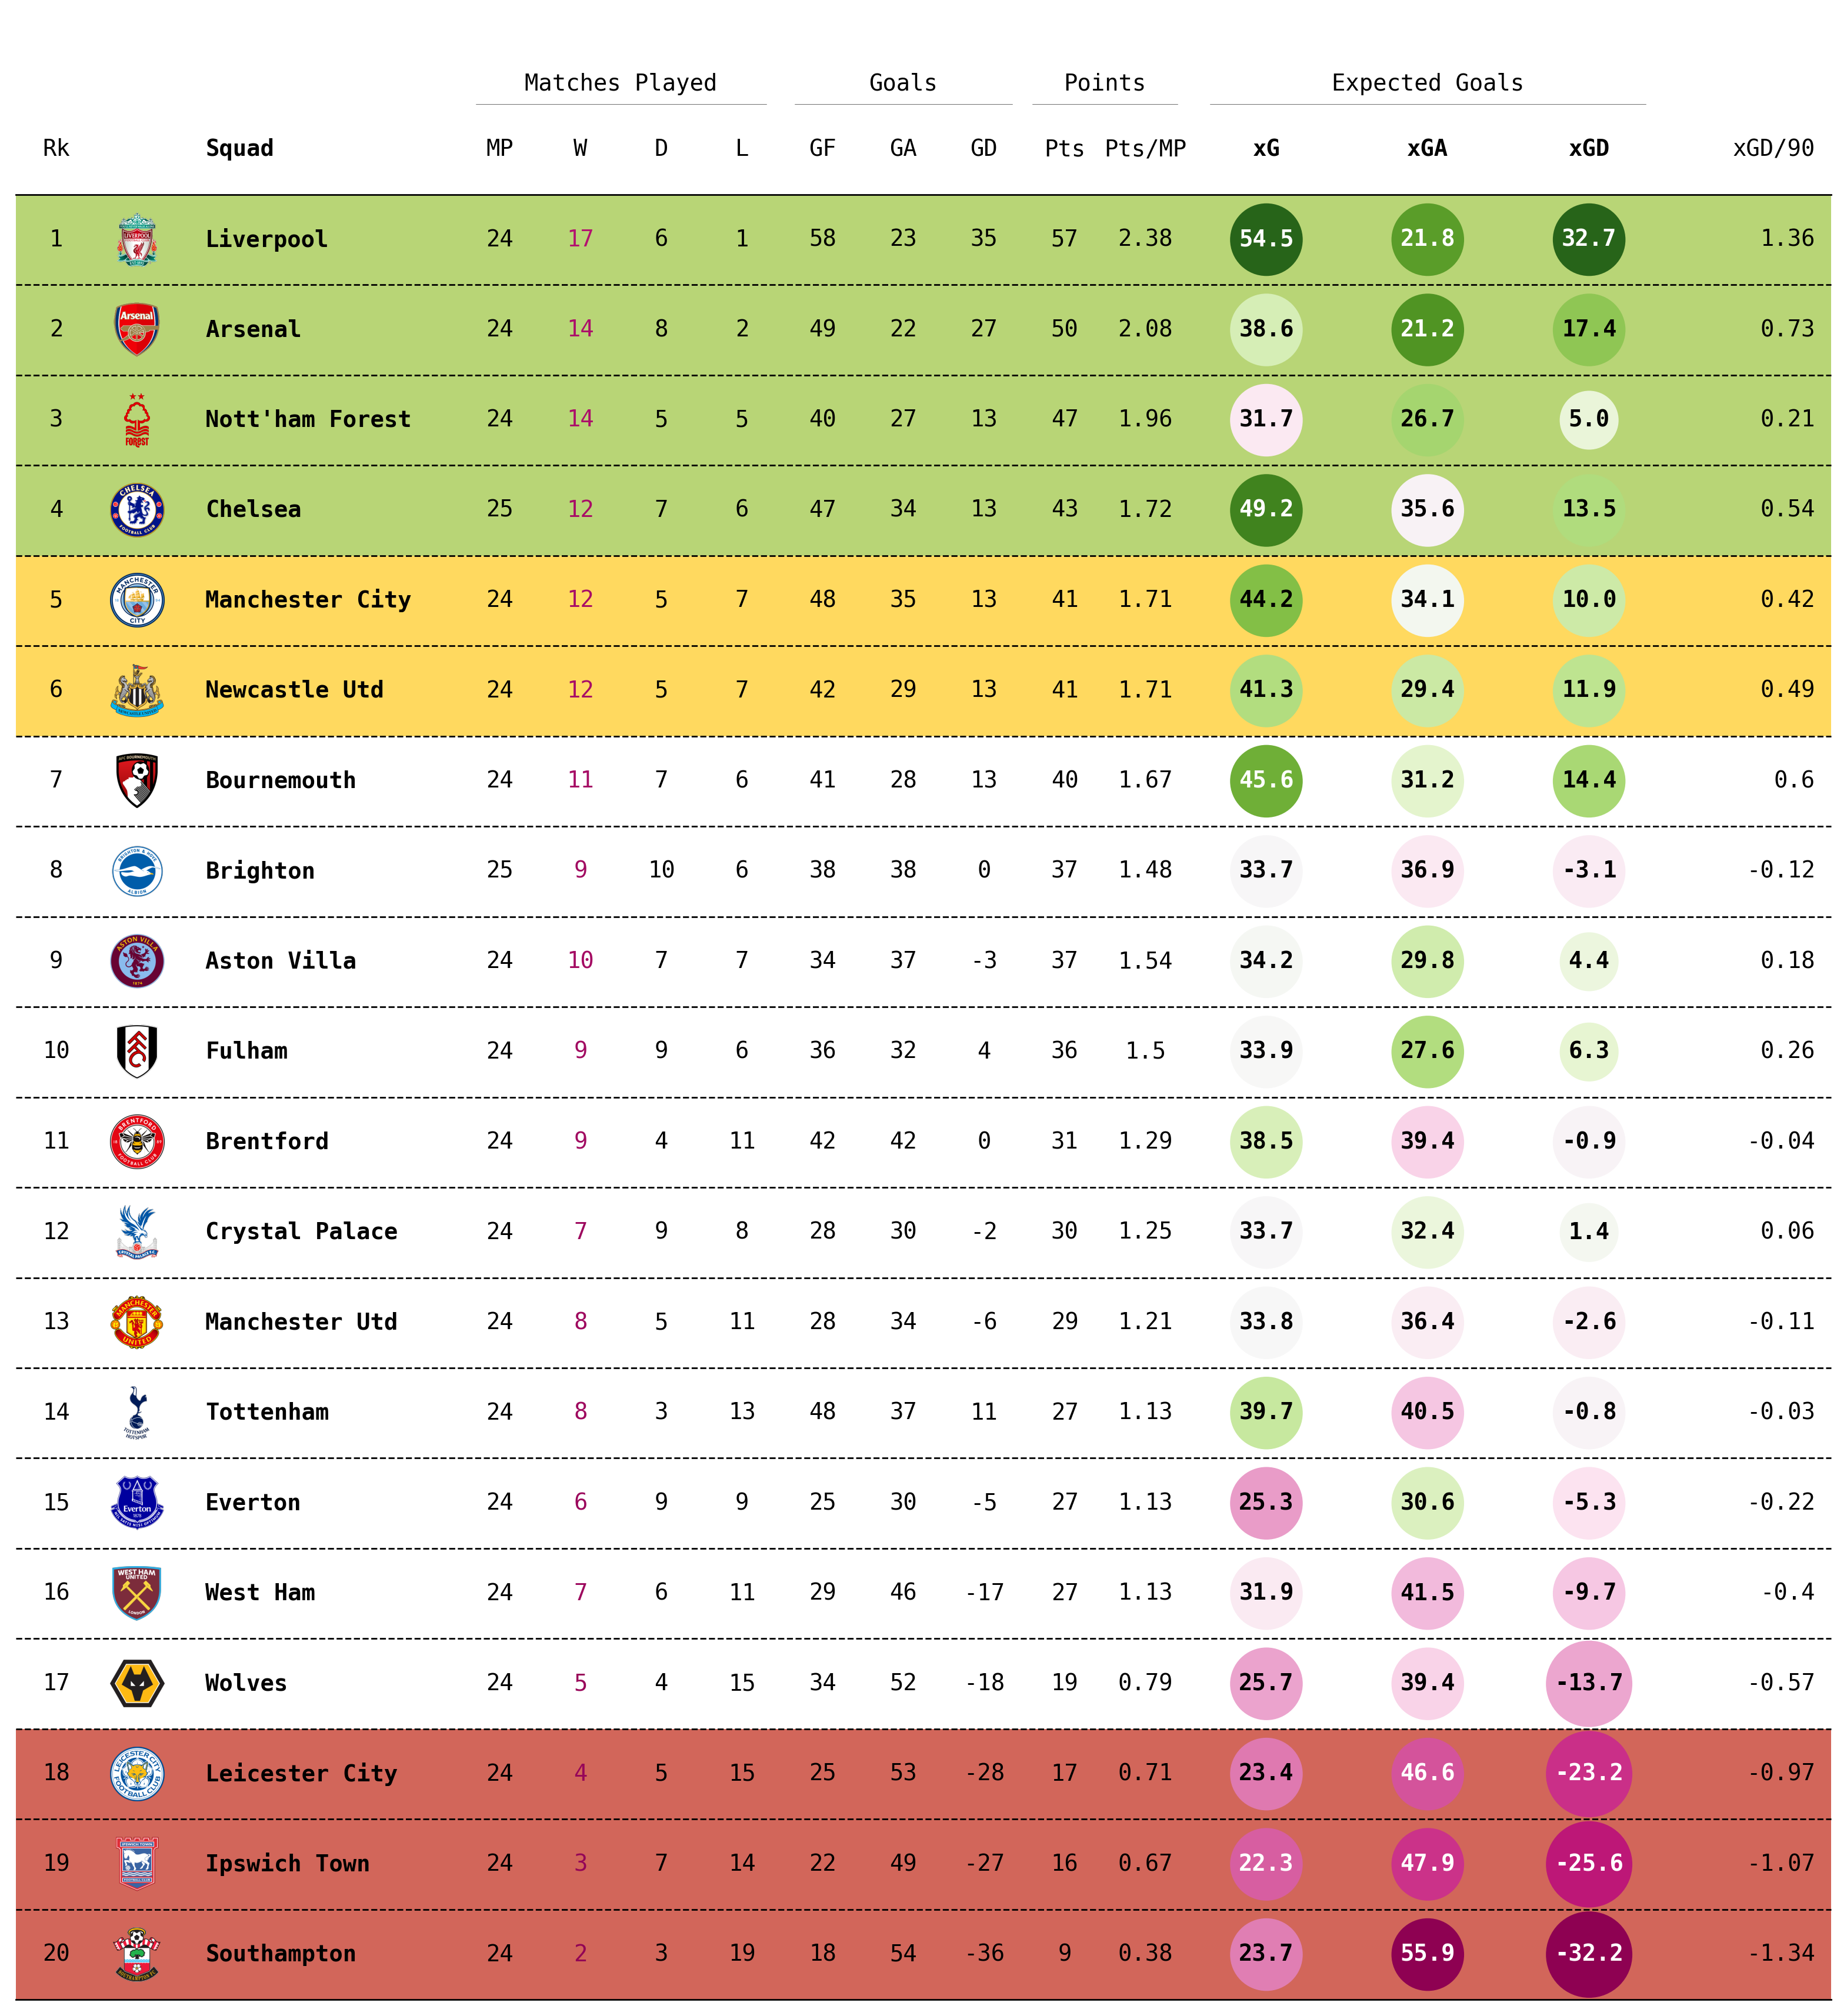 Matches Played Goals Points Expected Goals
Rk Squad MP W D L GF GA GD Pts Pts/MP xG xGA xGD xGD/90
1 Liverpool 24 17 6 1 58 23 35 57 2.38 54.5 21.8 32.7 1.36
2 Arsenal 24 14 8 2 49 22 27 50 2.08 38.6 21.2 17.4 0.73
3 Nott'ham Forest 24 14 5 5 40 27 13 47 1.96 31.7 26.7 5.0 0.21
4 Chelsea 25 12 7 6 47 34 13 43 1.72 49.2 35.6 13.5 0.54
5 Manchester City 24 12 5 7 48 35 13 41 1.71 44.2 34.1 10.0 0.42
6 Newcastle Utd 24 12 5 7 42 29 13 41 1.71 41.3 29.4 11.9 0.49
7 Bournemouth 24 11 7 6 41 28 13 40 1.67 45.6 31.2 14.4 0.6
8 Brighton 25 9 10 6 38 38 0 37 1.48 33.7 36.9 -3.1 -0.12
9 Aston Villa 24 10 7 7 34 37 -3 37 1.54 34.2 29.8 4.4 0.18
10 Fulham 24 9 9 6 36 32 4 36 1.5 33.9 27.6 6.3 0.26
11 Brentford 24 9 4 11 42 42 0 31 1.29 38.5 39.4 -0.9 -0.04
12 Crystal Palace 24 7 9 8 28 30 -2 30 1.25 33.7 32.4 1.4 0.06
13 Manchester Utd 24 8 5 11 28 34 -6 29 1.21 33.8 36.4 -2.6 -0.11
14 Tottenham 24 8 3 13 48 37 11 27 1.13 39.7 40.5 -0.8 -0.03
15 Everton 24 6 9 9 25 30 -5 27 1.13 25.3 30.6 -5.3 -0.22
16 West Ham 24 7 6 11 29 46 -17 27 1.13 31.9 41.5 -9.7 -0.4
17 Wolves 24 5 4 15 34 52 -18 19 0.79 25.7 39.4 -13.7 -0.57
18 Leicester City 24 4 5 15 25 53 -28 17 0.71 23.4 46.6 -23.2 -0.97
19 Ipswich Town 24 3 7 14 22 49 -27 16 0.67 22.3 47.9 -25.6 -1.07
20 Southampton 24 2 3 19 18 54 -36 9 0.38 23.7 55.9 -32.2 -1.34